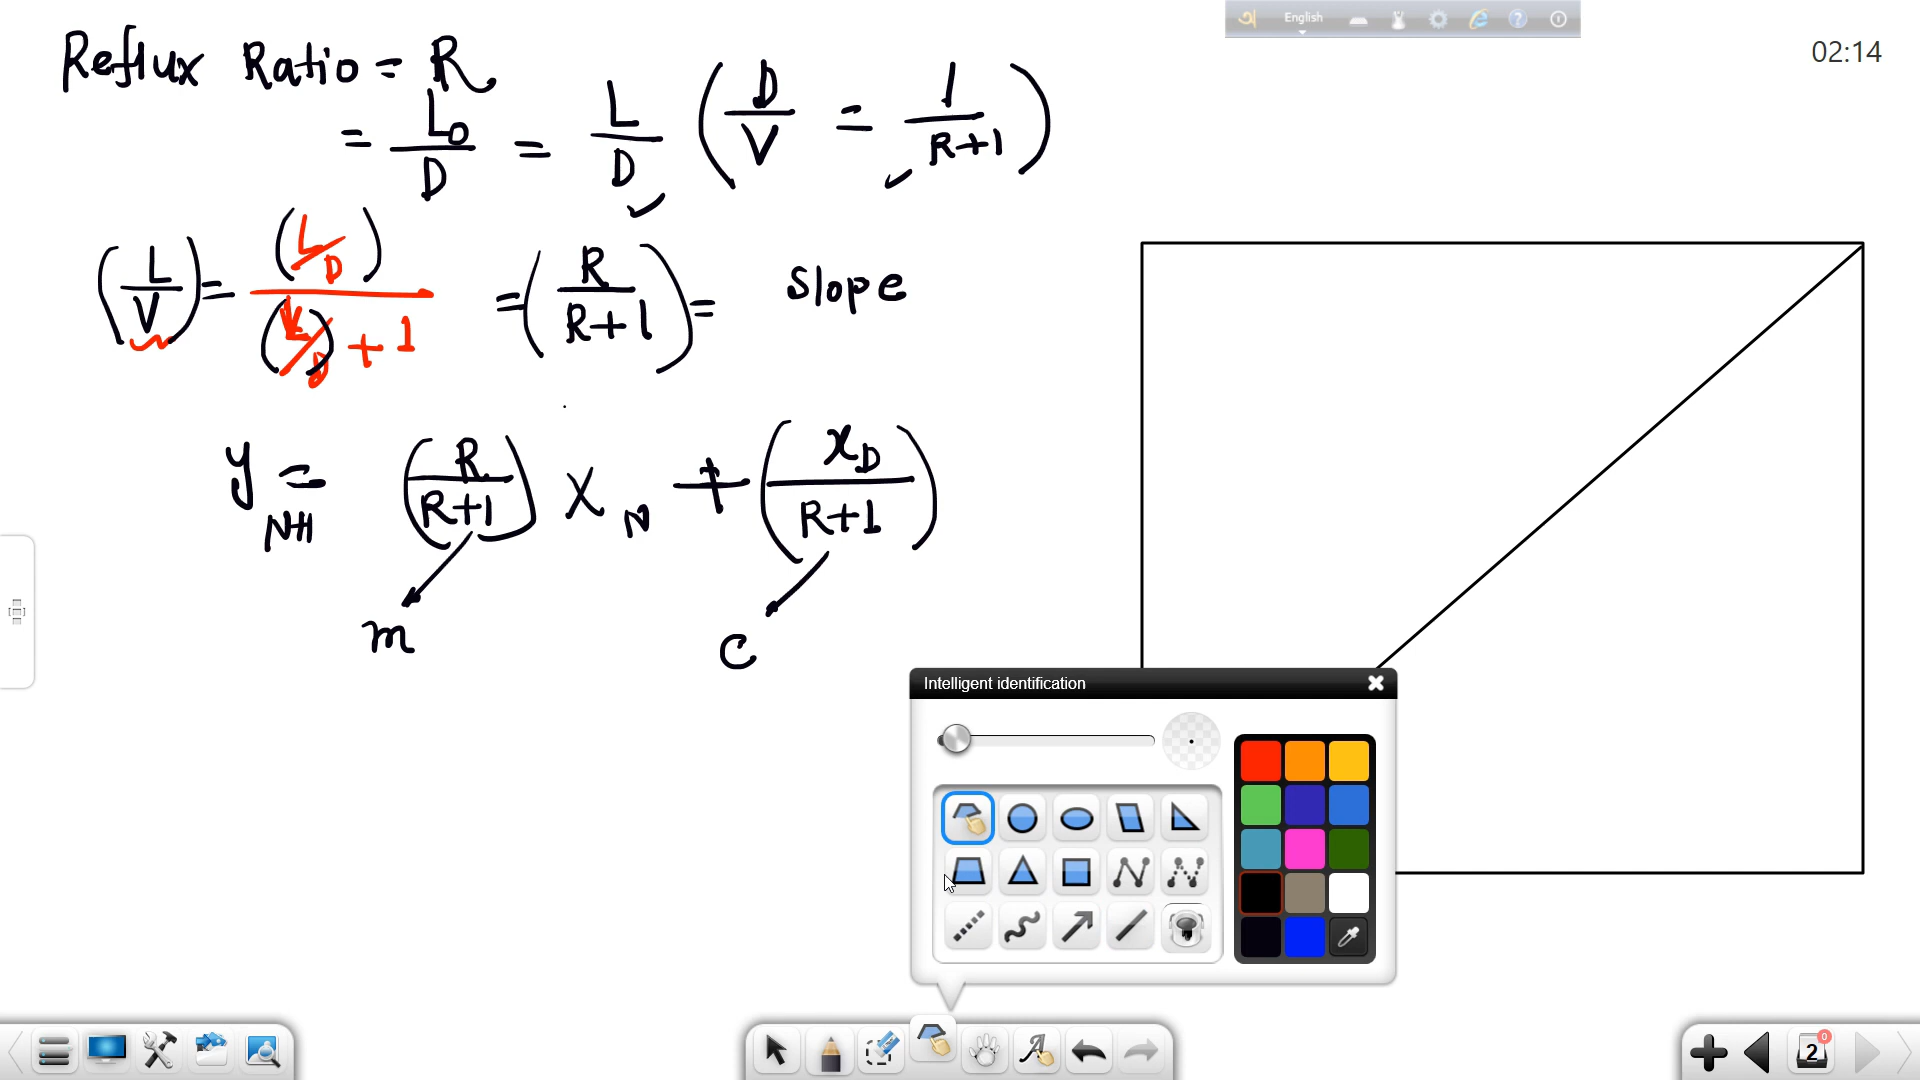 English
02:14
Reflux Ratio = R
= L0/D = L/D (D/V = 1/(R+1))
(L/V) = (L/D)/((L/D) + 1) = (R/(R+1)) = Slope
yN+1 = (R/(R+1)) XN + (xD/(R+1))
m c
Intelligent identification
2
0